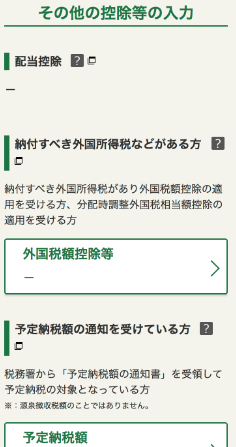 その他の控除等の入力
配当控除 ?
ー
納付すべき外国所得税などがある方 ?
納付すべき外国所得税があり外国税額控除の適
用を受ける方、分配時調整外国税相当額控除の
適用を受ける方
外国税額控除等
ー
予定納税額の通知を受けている方 ?
税務署から「予定納税額の通知書」を受領して
予定納税の対象となっている方
※：源泉徴収税額のことではありません。
予定納税額